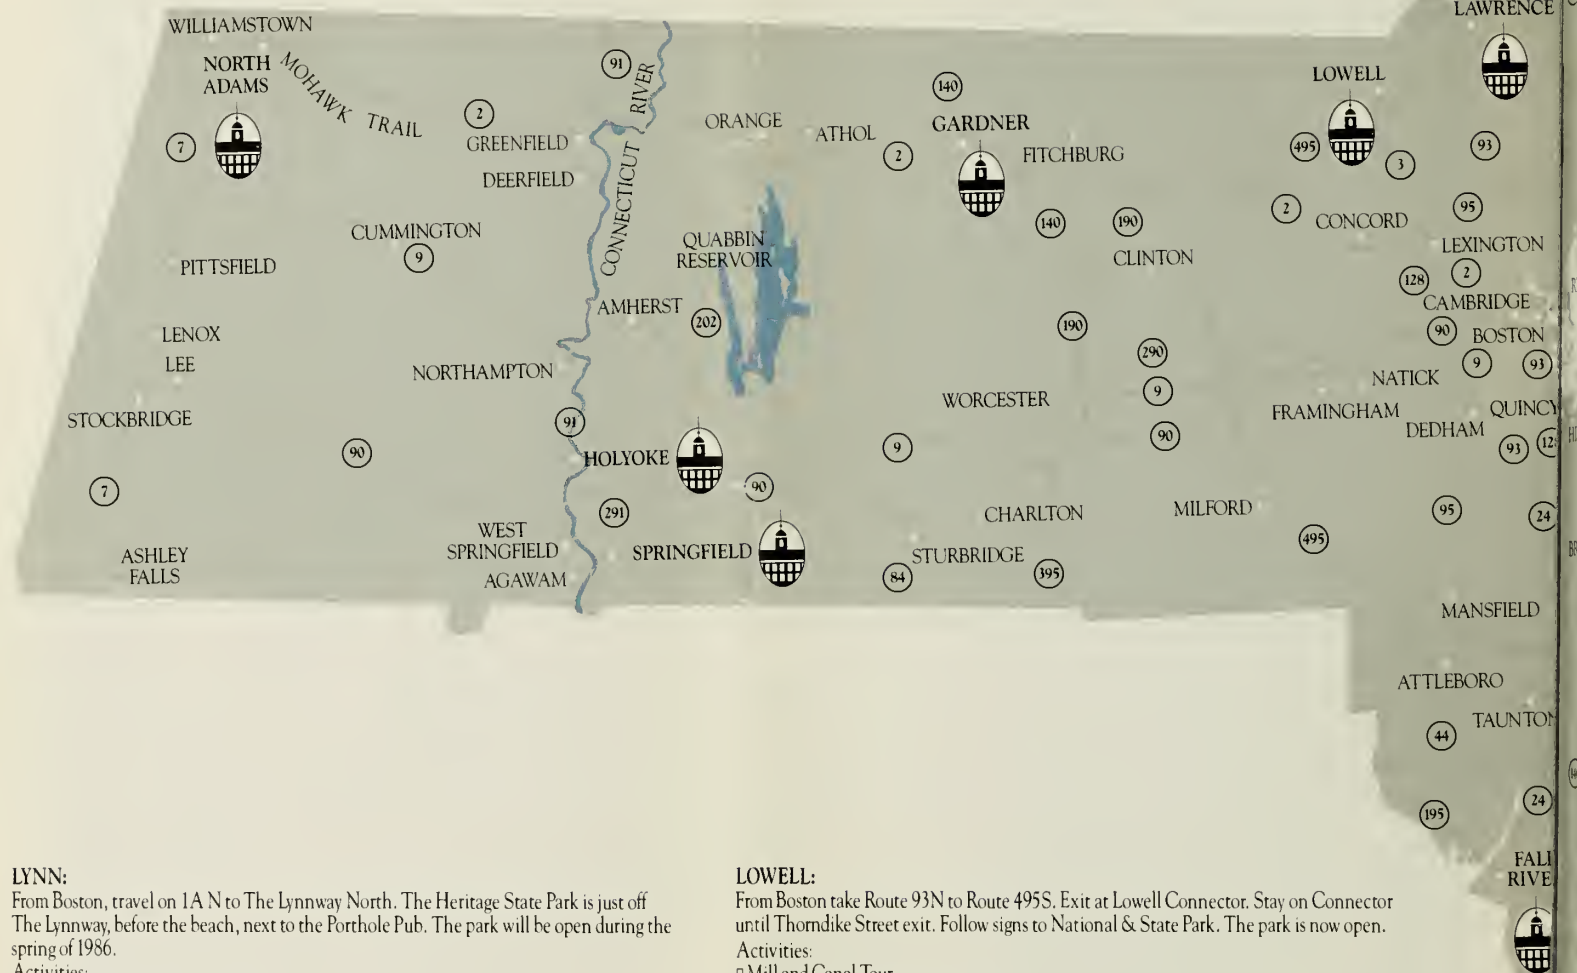 WILLIAMSTOWN
NORTH
ADAMS
MOHAWK TRAIL
7
2
GREENFIELD
DEERFIELD
91
CONNECTICUT RIVER
CUMMINGTON
9
PITTSFIELD
LENOX
LEE
STOCKBRIDGE
7
90
ASHLEY
FALLS
NORTHAMPTON
91
AMHERST
202
QUABBIN
RESERVOIR
ORANGE
ATHOL
2
140
GARDNER
FITCHBURG
140
190
CLINTON
190
290
9
90
WORCESTER
9
HOLYOKE
90
291
WEST
SPRINGFIELD
AGAWAM
SPRINGFIELD
84
STURBRIDGE
395
CHARLTON
MILFORD
495
LAWRENCE
LOWELL
495
3
93
2
CONCORD
95
LEXINGTON
128
2
CAMBRIDGE
90
BOSTON
9
93
NATICK
FRAMINGHAM
QUINCY
DEDHAM
93
95
24
MANSFIELD
ATTLEBORO
TAUNTON
44
195
24
FALL
RIVE
LYNN:
From Boston, travel on 1A N to The Lynnway North. The Heritage State Park is just off
The Lynnway, before the beach, next to the Porthole Pub. The park will be open during the
spring of 1986.
Activities:
LOWELL:
From Boston take Route 93N to Route 495S. Exit at Lowell Connector. Stay on Connector
until Thorndike Street exit. Follow signs to National & State Park. The park is now open.
Activities:
□ Mill and Canal Tour